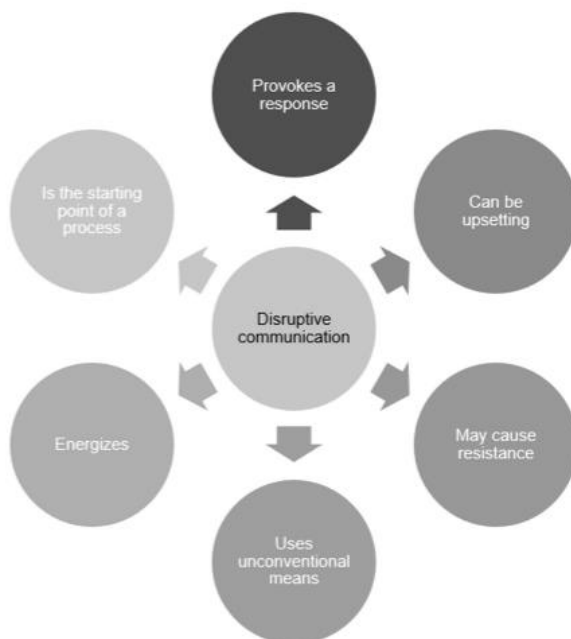 Provokes a
response
Is the starting
point of a
process
Can be
upsetting
Disruptive
communication
Energizes
May cause
resistance
Uses
unconventional
means